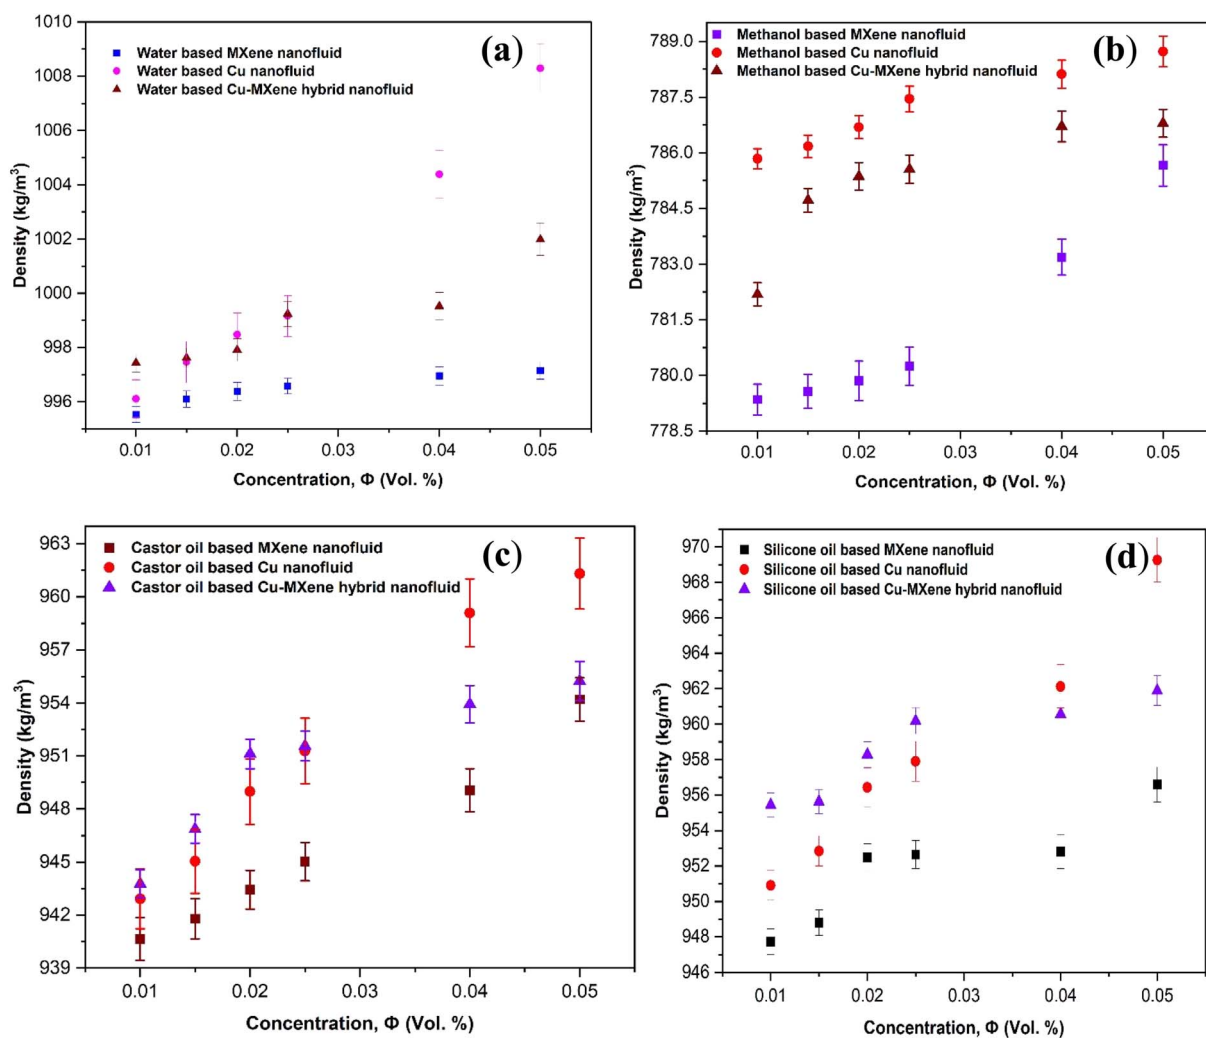 (a)
Water based MXene nanofluid
Water based Cu nanofluid
Water based Cu-MXene hybrid nanofluid
1010
1008
1006
1004
1002
1000
998
996
Density (kg/m³)
0.01
0.02
0.03
0.04
0.05
Concentration, Φ (Vol. %)
(b)
Methanol based MXene nanofluid
Methanol based Cu nanofluid
Methanol based Cu-MXene hybrid nanofluid
789.0
787.5
786.0
784.5
783.0
781.5
780.0
778.5
Density (kg/m³)
0.01
0.02
0.03
0.04
0.05
Concentration, Φ (Vol. %)
(c)
Castor oil based MXene nanofluid
Castor oil based Cu nanofluid
Castor oil based Cu-MXene hybrid nanofluid
963
960
957
954
951
948
945
942
939
Density (kg/m³)
0.01
0.02
0.03
0.04
0.05
Concentration, Φ (Vol. %)
(d)
Silicone oil based MXene nanofluid
Silicone oil based Cu nanofluid
Silicone oil based Cu-MXene hybrid nanofluid
970
968
966
964
962
960
958
956
954
952
950
948
946
Density (kg/m³)
0.01
0.02
0.03
0.04
0.05
Concentration, Φ (Vol. %)